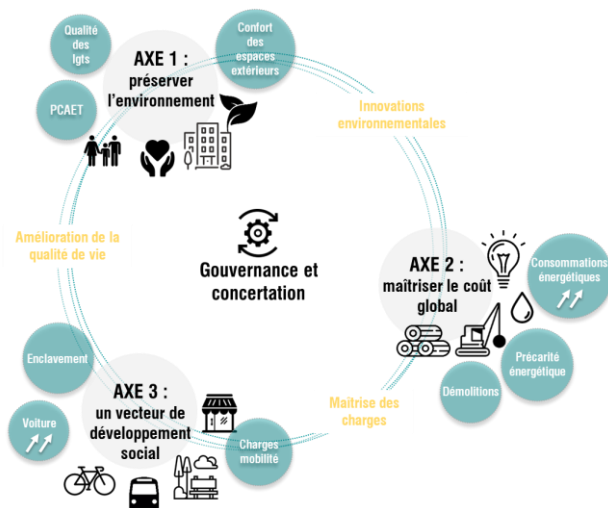 Qualité
des
lgts
AXE 1 :
préserver
l'environnement
Confort
des
espaces
extérieurs
PCAET
Innovations
environnementales
Amélioration de la
qualité de vie
Gouvernance et
concertation
AXE 2 :
maîtriser le coût
global
Consommations
énergétiques
Précarité
énergétique
Démolitions
Maîtrise des
charges
Enclavement
AXE 3 :
un vecteur de
développement
social
Voiture
Charges
mobilité